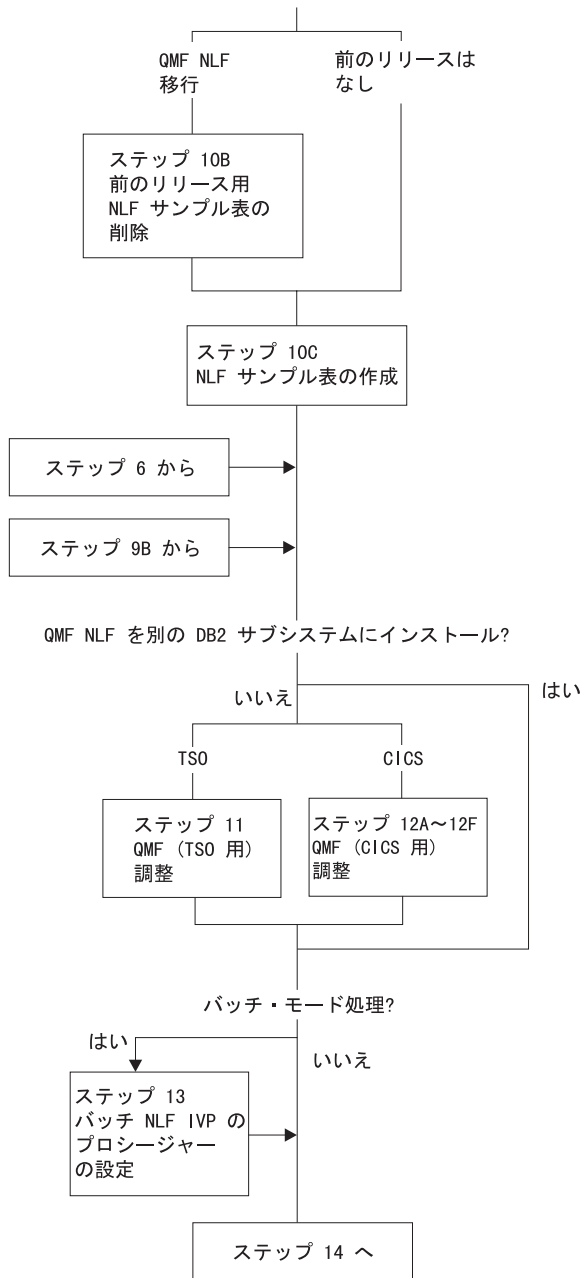 QMF NLF
移行
前のリリースは
なし
ステップ 10B
前のリリース用
NLF サンプル表の
削除
ステップ 10C
NLF サンプル表の作成
ステップ 6 から
ステップ 9B から
QMF NLF を別の DB2 サブシステムにインストール?
いいえ
はい
TSO
CICS
ステップ 11
QMF (TSO 用)
調整
ステップ 12A～12F
QMF (CICS 用)
調整
バッチ・モード処理?
はい
いいえ
ステップ 13
バッチ NLF IVP の
プロシージャー
の設定
ステップ 14 へ